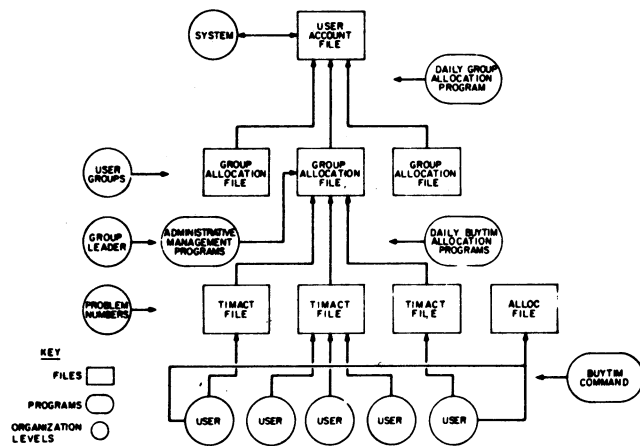 SYSTEM
USER
ACCOUNT
FILE
DAILY GROUP
ALLOCATION
PROGRAM
USER
GROUPS
GROUP
ALLOCATION
FILE
GROUP
ALLOCATION
FILE
GROUP
ALLOCATION
FILE
GROUP
LEADER
ADMINISTRATIVE
MANAGEMENT
PROGRAMS
DAILY BUYTIM
ALLOCATION
PROGRAMS
PROBLEM
NUMBERS
TIMACT
FILE
TIMACT
FILE
TIMACT
FILE
ALLOC
FILE
KEY
FILES
PROGRAMS
ORGANIZATION
LEVELS
USER
USER
USER
USER
USER
BUYTIM
COMMAND